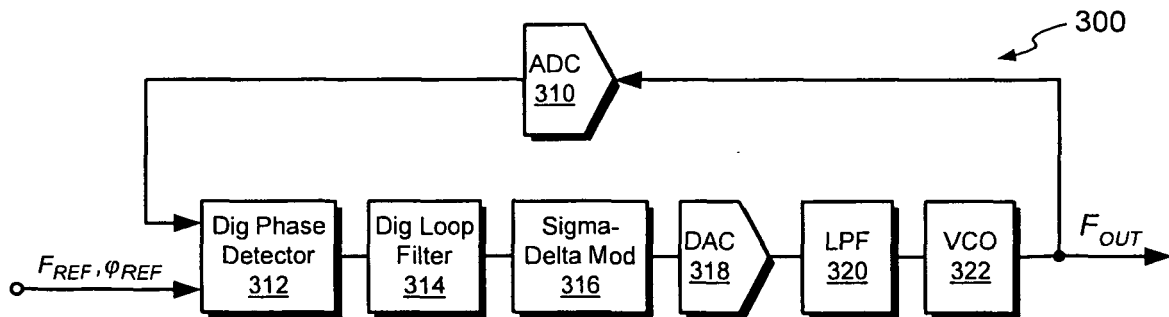 300
ADC
310
Dig Phase
Detector
312
Dig Loop
Filter
314
Sigma-
Delta Mod
316
DAC
318
LPF
320
VCO
322
F_OUT
F_REF, φ_REF